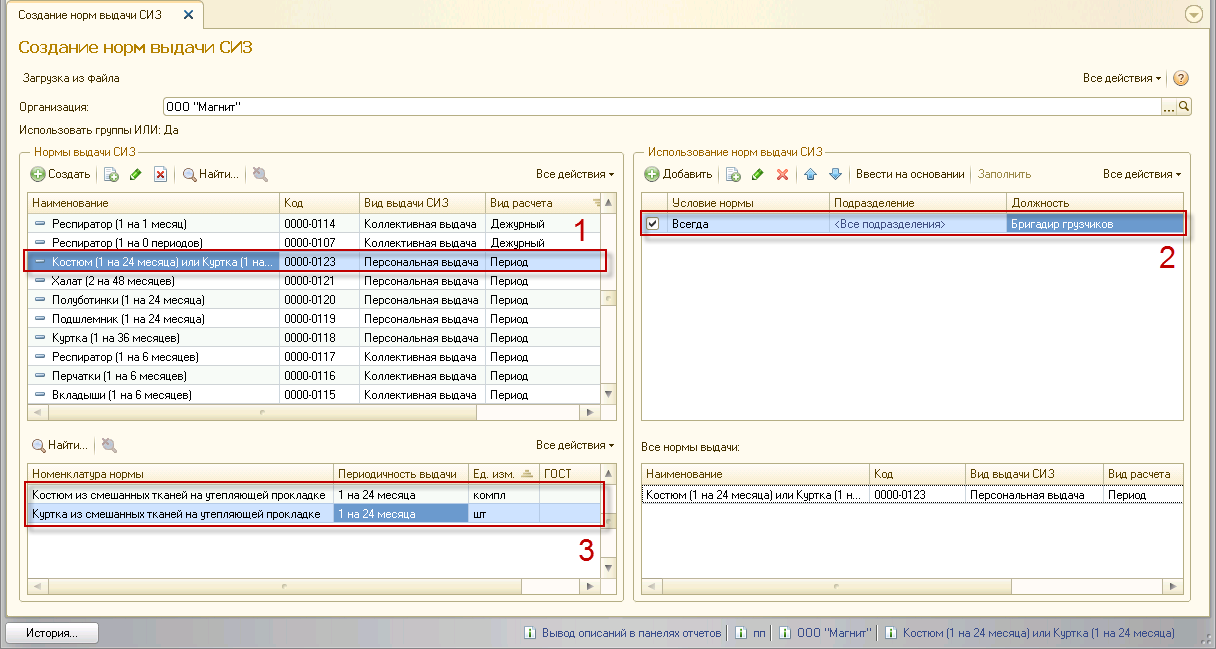 Создание норм выдачи СИЗ
Создание норм выдачи СИЗ
Загрузка из файла
Все действия
Организация: ООО "Магнит"
Использовать группы ИЛИ: Да
Нормы выдачи СИЗ
Создать Найти... Все действия
Наименование Код Вид выдачи СИЗ Вид расчета
Респиратор (1 на 1 месяц) 0000-0114 Коллективная выдача Дежурный
Респиратор (1 на 0 периодов) 0000-0107 Коллективная выдача Дежурный
1
Костюм (1 на 24 месяца) или Куртка (1 на... 0000-0123 Персональная выдача Период
Халат (2 на 48 месяцев) 0000-0121 Персональная выдача Период
Полуботинки (1 на 24 месяца) 0000-0120 Персональная выдача Период
Подшлемник (1 на 24 месяца) 0000-0119 Персональная выдача Период
Куртка (1 на 36 месяцев) 0000-0118 Персональная выдача Период
Респиратор (1 на 6 месяцев) 0000-0117 Коллективная выдача Период
Перчатки (1 на 6 месяцев) 0000-0116 Коллективная выдача Период
Вкладыши (1 на 6 месяцев) 0000-0115 Коллективная выдача Период
Найти... Все действия
Номенклатура нормы Периодичность выдачи Ед. изм. ГОСТ
Костюм из смешанных тканей на утепляющей прокладке 1 на 24 месяца компл
Куртка из смешанных тканей на утепляющей прокладке 1 на 24 месяца шт
3
Использование норм выдачи СИЗ
Добавить Ввести на основании Заполнить Все действия
Условие нормы Подразделение Должность
Всегда <Все подразделения> Бригадир грузчиков
2
Все нормы выдачи:
Наименование Код Вид выдачи СИЗ Вид расчета
Костюм (1 на 24 месяца) или Куртка (1 н... 0000-0123 Персональная выдача Период
История... Вывод описаний в панелях отчетов пп ООО "Магнит" Костюм (1 на 24 месяца) или Куртка (1 на 24 месяца)